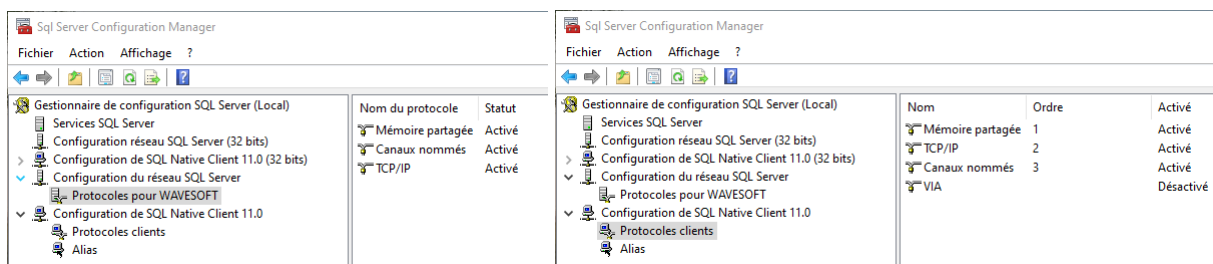 Sql Server Configuration Manager
Fichier Action Affichage ?
Gestionnaire de configuration SQL Server (Local)
Services SQL Server
Configuration réseau SQL Server (32 bits)
Configuration de SQL Native Client 11.0 (32 bits)
Configuration du réseau SQL Server
Protocoles pour WAVESOFT
Configuration de SQL Native Client 11.0
Protocoles clients
Alias
Nom du protocole Statut
Mémoire partagée Activé
Canaux nommés Activé
TCP/IP Activé
Sql Server Configuration Manager
Fichier Action Affichage ?
Gestionnaire de configuration SQL Server (Local)
Services SQL Server
Configuration réseau SQL Server (32 bits)
Configuration de SQL Native Client 11.0 (32 bits)
Configuration du réseau SQL Server
Protocoles pour WAVESOFT
Configuration de SQL Native Client 11.0
Protocoles clients
Alias
Nom Ordre Activé
Mémoire partagée 1 Activé
TCP/IP 2 Activé
Canaux nommés 3 Activé
VIA Désactivé